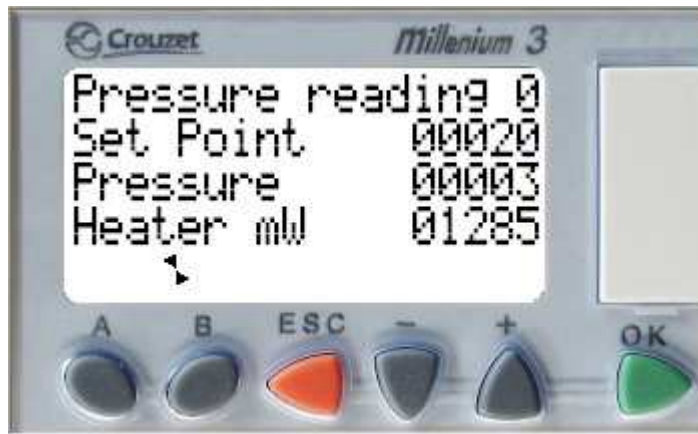 Crouzet Millenium 3
Pressure reading 0
Set Point 00020
Pressure 00003
Heater mW 01285
A B ESC − + OK